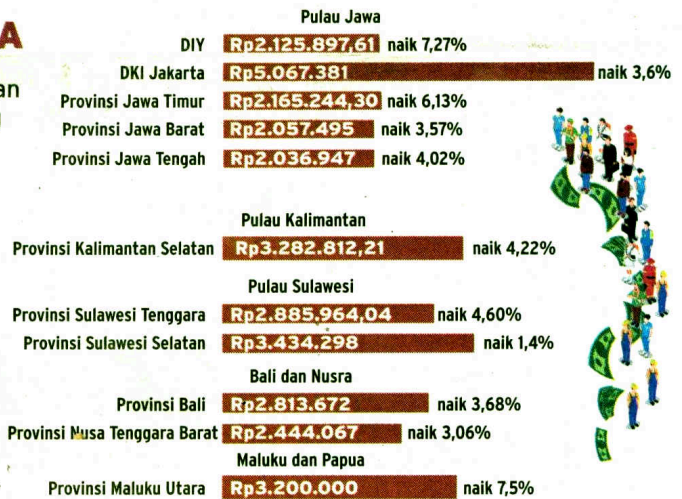 A
an
Pulau Jawa
DIY Rp2.125.897,61 naik 7,27%
DKI Jakarta Rp5.067.381 naik 3,6%
Provinsi Jawa Timur Rp2.165.244,30 naik 6,13%
Provinsi Jawa Barat Rp2.057.495 naik 3,57%
Provinsi Jawa Tengah Rp2.036.947 naik 4,02%
Pulau Kalimantan
Provinsi Kalimantan Selatan Rp3.282.812,21 naik 4,22%
Pulau Sulawesi
Provinsi Sulawesi Tenggara Rp2.885.964,04 naik 4,60%
Provinsi Sulawesi Selatan Rp3.434.298 naik 1,4%
Bali dan Nusra
Provinsi Bali Rp2.813.672 naik 3,68%
Provinsi Nusa Tenggara Barat Rp2.444.067 naik 3,06%
Maluku dan Papua
Provinsi Maluku Utara Rp3.200.000 naik 7,5%